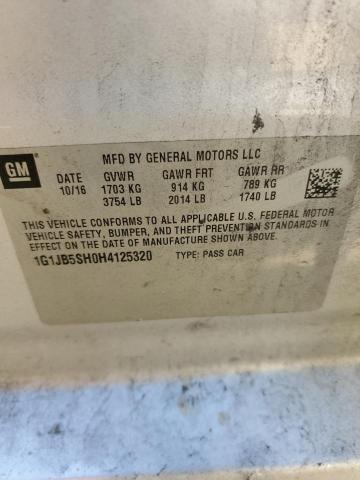 GM
MFD BY GENERAL MOTORS LLC
DATE GVWR GAWR FRT GAWR RR
10/16 1703 KG 914 KG 789 KG
3754 LB 2014 LB 1740 LB
THIS VEHICLE CONFORMS TO ALL APPLICABLE U.S. FEDERAL MOTOR
VEHICLE SAFETY, BUMPER, AND THEFT PREVENTION STANDARDS IN
EFFECT ON THE DATE OF MANUFACTURE SHOWN ABOVE.
1G1JB5SH0H4125320 TYPE: PASS CAR